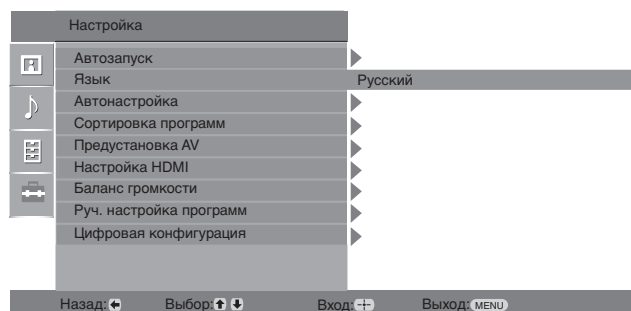 Настройка
Автозапуск
Язык Русский
Автонастройка
Сортировка программ
Предустановка AV
Настройка HDMI
Баланс громкости
Руч. настройка программ
Цифровая конфигурация
Назад: Выбор: Вход: Выход: MENU